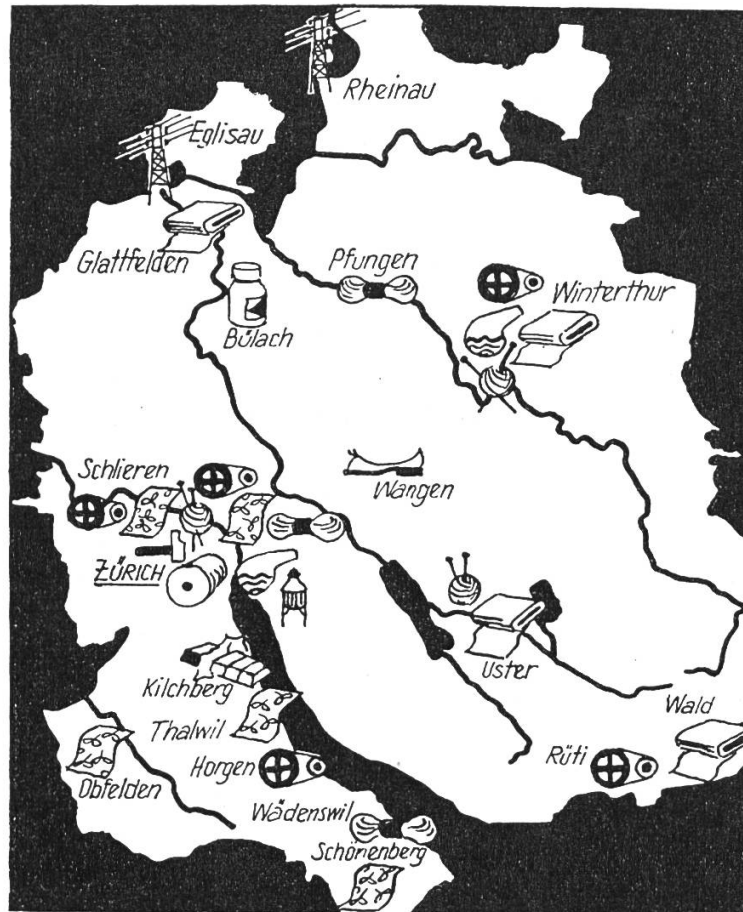 Rheinau
Eglisau
Glattfelden
Pfungen
Winterthur
Bülach
Schlieren
Wangen
ZÜRICH
Uster
Kilchberg
Wald
Thalwil
Rüti
Horgen
Obfelden
Wädenswil
Schönenberg